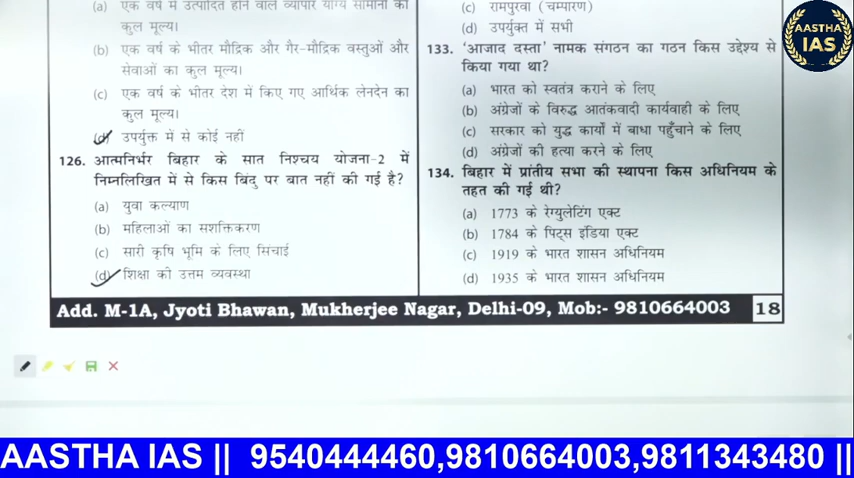 (a) एक वर्ष में उत्पादित होने वाले व्यापार योग्य सामानों का
कुल मूल्य।
(b) एक वर्ष के भीतर मौद्रिक और गैर-मौद्रिक वस्तुओं और
सेवाओं का कुल मूल्य।
(c) एक वर्ष के भीतर देश में किए गए आर्थिक लेनदेन का
कुल मूल्य।
(d) उपर्युक्त में से कोई नहीं
126. आत्मनिर्भर बिहार के सात निश्चय योजना-2 में
निम्नलिखित में से किस बिंदु पर बात नहीं की गई है?
(a) युवा कल्याण
(b) महिलाओं का सशक्तिकरण
(c) सारी कृषि भूमि के लिए सिंचाई
(d) शिक्षा की उत्तम व्यवस्था
(c) रामपुरवा (चम्पारण)
(d) उपर्युक्त में सभी
133. 'आजाद दस्ता' नामक संगठन का गठन किस उद्देश्य से
किया गया था?
(a) भारत को स्वतंत्र कराने के लिए
(b) अंग्रेजों के विरुद्ध आतंकवादी कार्यवाही के लिए
(c) सरकार को युद्ध कार्यों में बाधा पहुँचाने के लिए
(d) अंग्रेजों की हत्या करने के लिए
134. बिहार में प्रांतीय सभा की स्थापना किस अधिनियम के
तहत की गई थी?
(a) 1773 के रेग्युलेटिंग एक्ट
(b) 1784 के पिट्स इंडिया एक्ट
(c) 1919 के भारत शासन अधिनियम
(d) 1935 के भारत शासन अधिनियम
Add. M-1A, Jyoti Bhawan, Mukherjee Nagar, Delhi-09, Mob:- 9810664003 18
AASTHA
IAS
AASTHA IAS || 9540444460,9810664003,9811343480 ||